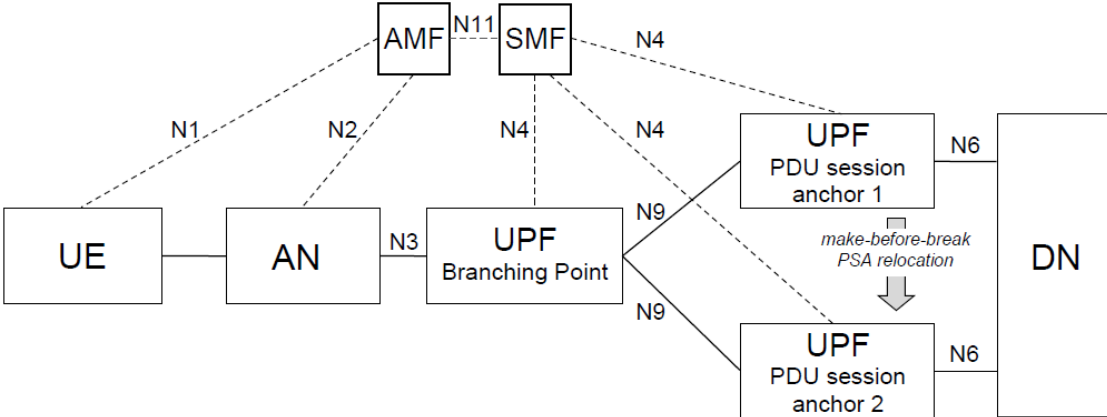 AMF
N11
SMF
N4
N1
N2
N4
N4
UPF
PDU session
anchor 1
N6
UE
AN
N3
UPF
Branching Point
N9
make-before-break
PSA relocation
DN
N9
UPF
PDU session
anchor 2
N6